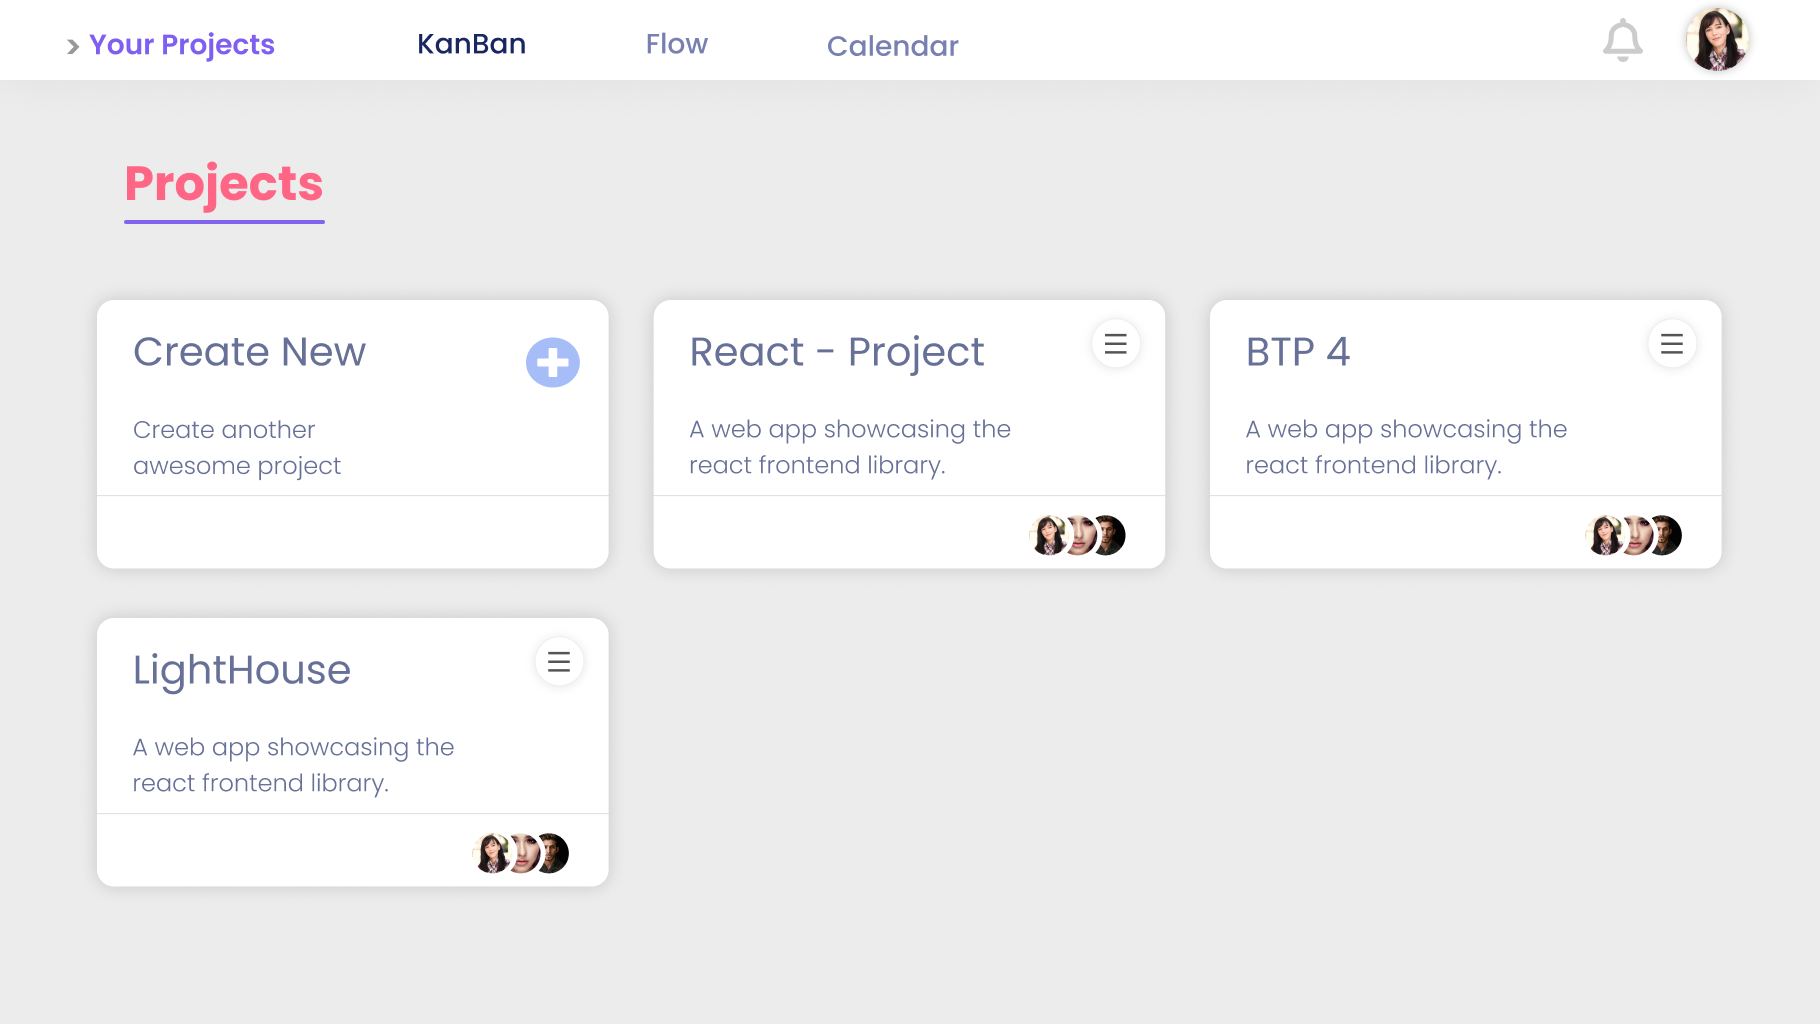 Your Projects
KanBan
Flow
Calendar
Projects
Create New
Create another
awesome project
React - Project
A web app showcasing the
react frontend library.
BTP 4
A web app showcasing the
react frontend library.
LightHouse
A web app showcasing the
react frontend library.